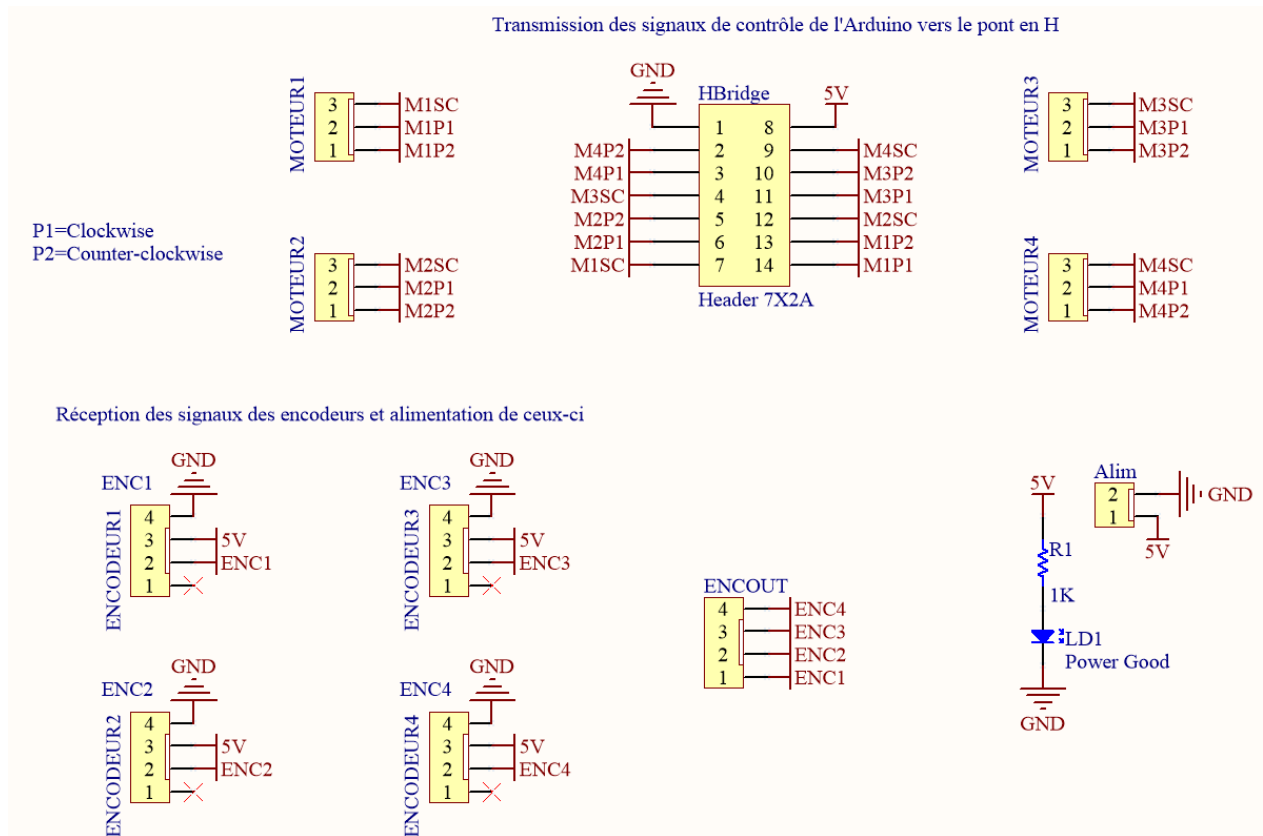 Transmission des signaux de contrôle de l'Arduino vers le pont en H
MOTEUR1
3 M1SC
2 M1P1
1 M1P2
GND
HBridge
5V
1 8
M4P2 2 9 M4SC
M4P1 3 10 M3P2
M3SC 4 11 M3P1
M2P2 5 12 M2SC
M2P1 6 13 M1P2
M1SC 7 14 M1P1
Header 7X2A
MOTEUR3
3 M3SC
2 M3P1
1 M3P2
P1=Clockwise
P2=Counter-clockwise
MOTEUR2
3 M2SC
2 M2P1
1 M2P2
MOTEUR4
3 M4SC
2 M4P1
1 M4P2
Réception des signaux des encodeurs et alimentation de ceux-ci
GND
ENC1
ENCODEUR1
4
3 5V
2 ENC1
1
GND
ENC3
ENCODEUR3
4
3 5V
2 ENC3
1
GND
ENC2
ENCODEUR2
4
3 5V
2 ENC2
1
GND
ENC4
ENCODEUR4
4
3 5V
2 ENC4
1
ENCOUT
4 ENC4
3 ENC3
2 ENC2
1 ENC1
5V
R1
1K
LD1
Power Good
GND
Alim
2 GND
1
5V